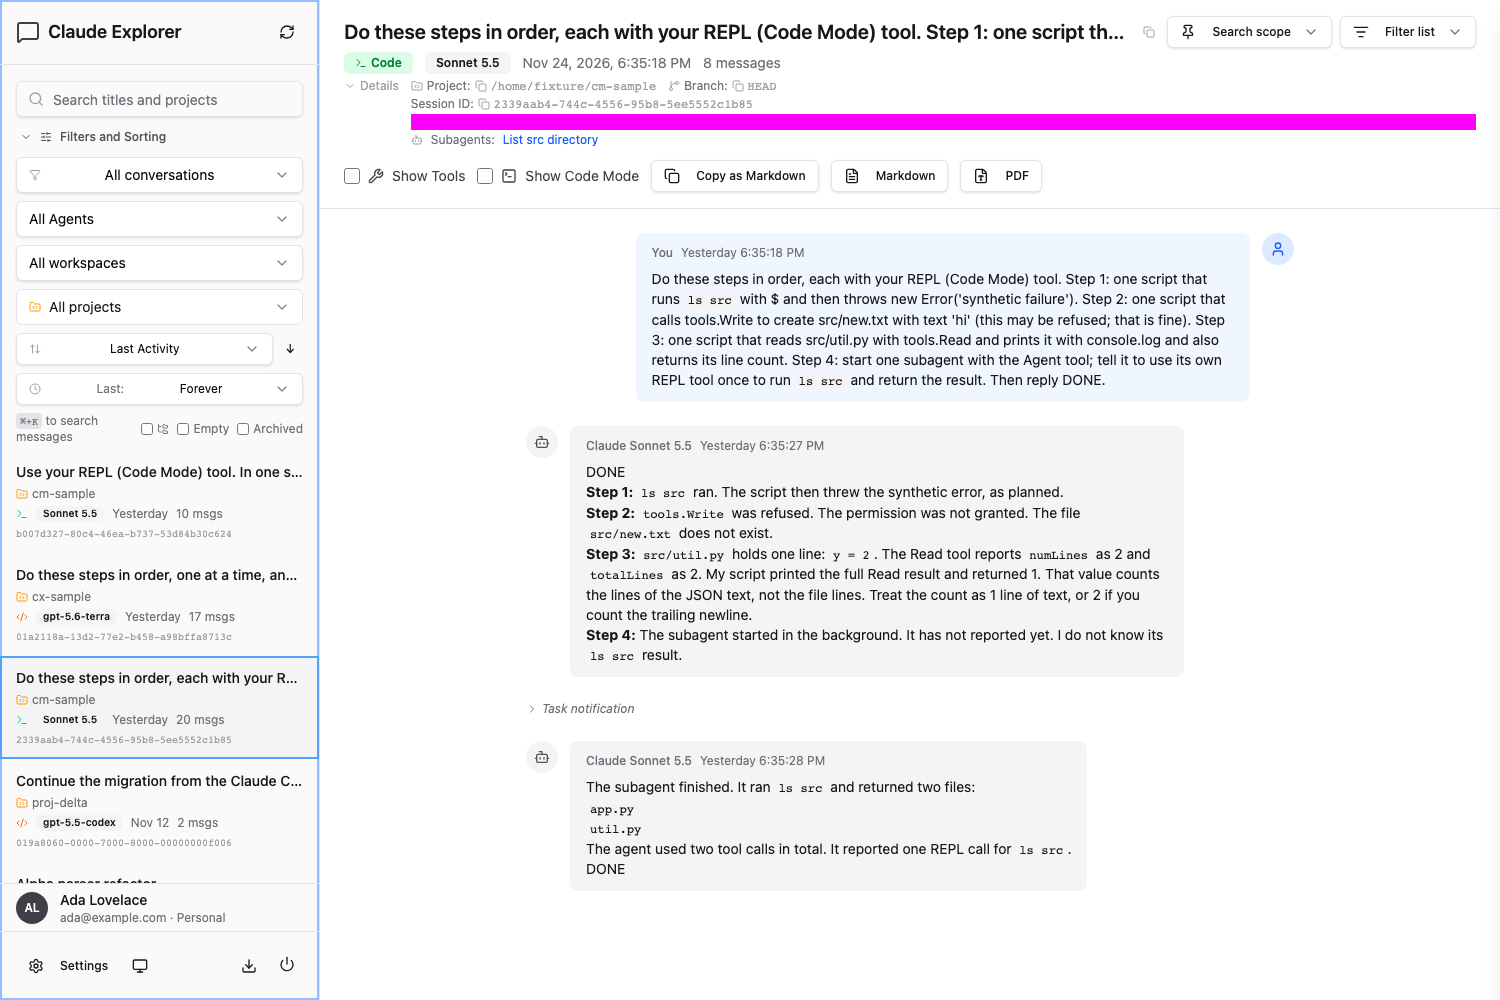 Claude Explorer
Search titles and projects
Filters and Sorting
All conversations
All Agents
All workspaces
All projects
Last Activity
Last: Forever
⌘+K to search messages
Empty
Archived
Use your REPL (Code Mode) tool. In one s...
cm-sample
Sonnet 5.5 Yesterday 10 msgs
b007d327-80c4-46ea-b737-53d84b30c624
Do these steps in order, one at a time, an...
cx-sample
gpt-5.6-terra Yesterday 17 msgs
01a2118a-13d2-77e2-b458-a98bffa8713c
Do these steps in order, each with your R...
cm-sample
Sonnet 5.5 Yesterday 20 msgs
2339aab4-744c-4556-95b8-5ee5552c1b85
Continue the migration from the Claude C...
proj-delta
gpt-5.5-codex Nov 12 2 msgs
019a8060-0000-7000-8000-00000000f006
AL
Ada Lovelace
ada@example.com · Personal
Settings
Do these steps in order, each with your REPL (Code Mode) tool. Step 1: one script th...
Search scope
Filter list
Code Sonnet 5.5 Nov 24, 2026, 6:35:18 PM 8 messages
Details Project: /home/fixture/cm-sample Branch: HEAD
Session ID: 2339aab4-744c-4556-95b8-5ee5552c1b85
Subagents: List src directory
Show Tools
Show Code Mode
Copy as Markdown
Markdown
PDF
You Yesterday 6:35:18 PM
Do these steps in order, each with your REPL (Code Mode) tool. Step 1: one script that
runs ls src with $ and then throws new Error('synthetic failure'). Step 2: one script that
calls tools.Write to create src/new.txt with text 'hi' (this may be refused; that is fine). Step
3: one script that reads src/util.py with tools.Read and prints it with console.log and also
returns its line count. Step 4: start one subagent with the Agent tool; tell it to use its own
REPL tool once to run ls src and return the result. Then reply DONE.
Claude Sonnet 5.5 Yesterday 6:35:27 PM
DONE
Step 1: ls src ran. The script then threw the synthetic error, as planned.
Step 2: tools.Write was refused. The permission was not granted. The file
src/new.txt does not exist.
Step 3: src/util.py holds one line: y = 2 . The Read tool reports numLines as 2 and
totalLines as 2. My script printed the full Read result and returned 1. That value counts
the lines of the JSON text, not the file lines. Treat the count as 1 line of text, or 2 if you
count the trailing newline.
Step 4: The subagent started in the background. It has not reported yet. I do not know its
ls src result.
Task notification
Claude Sonnet 5.5 Yesterday 6:35:28 PM
The subagent finished. It ran ls src and returned two files:
app.py
util.py
The agent used two tool calls in total. It reported one REPL call for ls src .
DONE